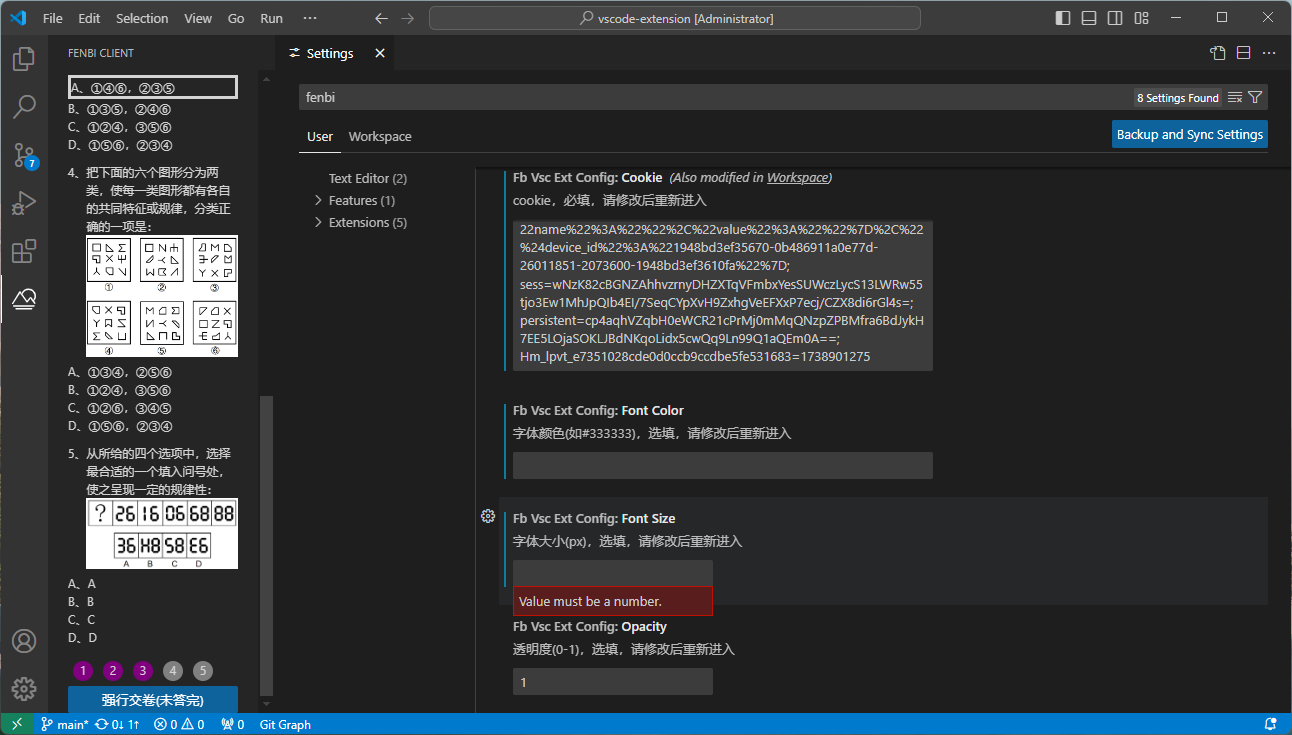 File Edit Selection View Go Run ···
vscode-extension [Administrator]
FENBI CLIENT
A、①④⑥，②③⑤
B、①③⑤，②④⑥
C、①②④，③⑤⑥
D、①⑤⑥，②③④
4、把下面的六个图形分为两
类，使每一类图形都有各自
的共同特征或规律，分类正
确的一项是：
① ② ③
④ ⑤ ⑥
A、①③④，②⑤⑥
B、①②④，③⑤⑥
C、①②⑥，③④⑤
D、①⑤⑥，②③④
5、从所给的四个选项中，选择
最合适的一个填入问号处，
使之呈现一定的规律性：
? 26 16 06 68 88
36 H8 58 E6
A B C D
A、A
B、B
C、C
D、D
1 2 3 4 5
强行交卷(未答完)
Settings
fenbi
8 Settings Found
User Workspace
Backup and Sync Settings
Text Editor (2)
Features (1)
Extensions (5)
Fb Vsc Ext Config: Cookie (Also modified in Workspace)
cookie，必填，请修改后重新进入
22name%22%3A%22%22%2C%22value%22%3A%22%22%7D%2C%22
%24device_id%22%3A%221948bd3ef35670-0b486911a0e77d-
26011851-2073600-1948bd3ef3610fa%22%7D;
sess=wNzK82cBGNZAhhvzrnyDHZXTqVFmbxYesSUWczLycS13LWRw55
tjo3Ew1MhJpQIb4EI/7SeqCYpXvH9ZxhgVeEFXxP7ecj/CZX8di6rGl4s=;
persistent=cp4aqhVZqbH0eWCR21cPrMj0mMqQNzpZPBMfra6BdJykH
7EE5LOjaSOKLJBdNKqoLidx5cwQq9Ln99Q1aQEm0A==;
Hm_lpvt_e7351028cde0d0ccb9ccdbe5fe531683=1738901275
Fb Vsc Ext Config: Font Color
字体颜色(如#333333)，选填，请修改后重新进入
Fb Vsc Ext Config: Font Size
字体大小(px)，选填，请修改后重新进入
Value must be a number.
Fb Vsc Ext Config: Opacity
透明度(0-1)，选填，请修改后重新进入
1
7
main* 0↓ 1↑ 0 0 0 Git Graph